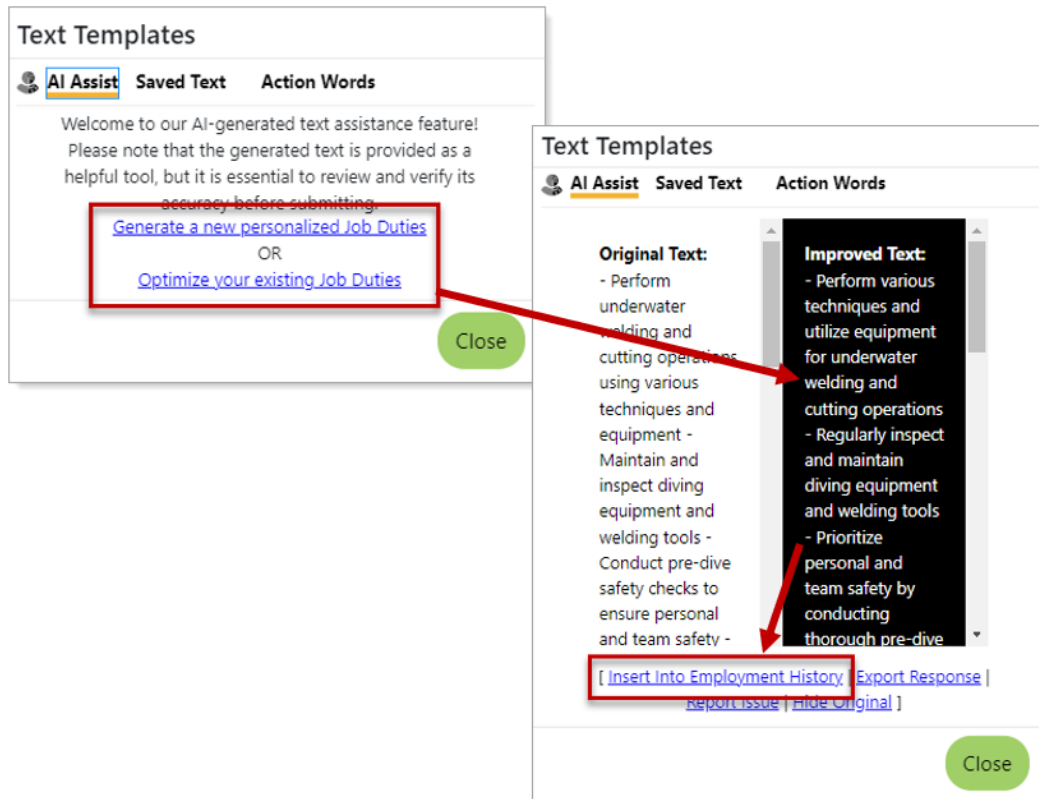 Text Templates
AI Assist Saved Text Action Words
Welcome to our AI-generated text assistance feature!
Please note that the generated text is provided as a
helpful tool, but it is essential to review and verify its
accuracy before submitting.
Generate a new personalized Job Duties
OR
Optimize your existing Job Duties
Close
Text Templates
AI Assist Saved Text Action Words
Original Text:
- Perform
underwater
welding and
cutting operations
using various
techniques and
equipment -
Maintain and
inspect diving
equipment and
welding tools -
Conduct pre-dive
safety checks to
ensure personal
and team safety -
Improved Text:
- Perform various
techniques and
utilize equipment
for underwater
welding and
cutting operations
- Regularly inspect
and maintain
diving equipment
and welding tools
- Prioritize
personal and
team safety by
conducting
thorough pre-dive
[ Insert Into Employment History | Export Response |
Report Issue | Hide Original ]
Close